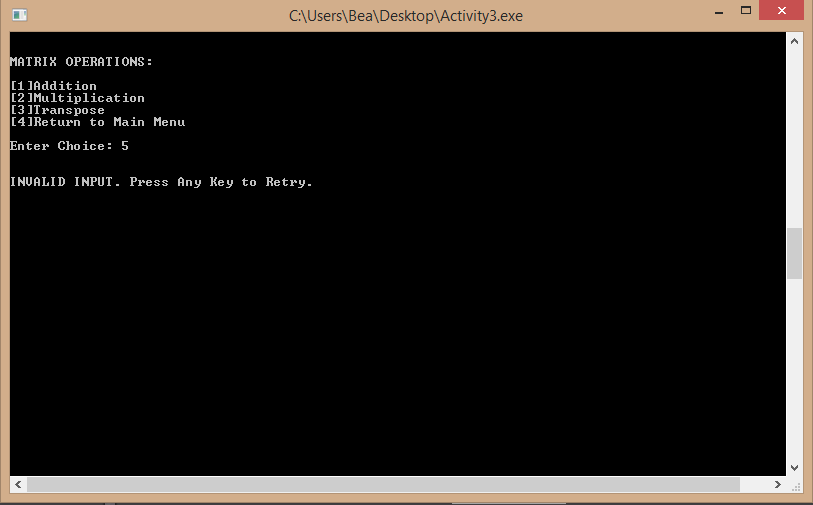 C:\Users\Bea\Desktop\Activity3.exe
MATRIX OPERATIONS:
[1]Addition
[2]Multiplication
[3]Transpose
[4]Return to Main Menu
Enter Choice: 5
INVALID INPUT. Press Any Key to Retry.